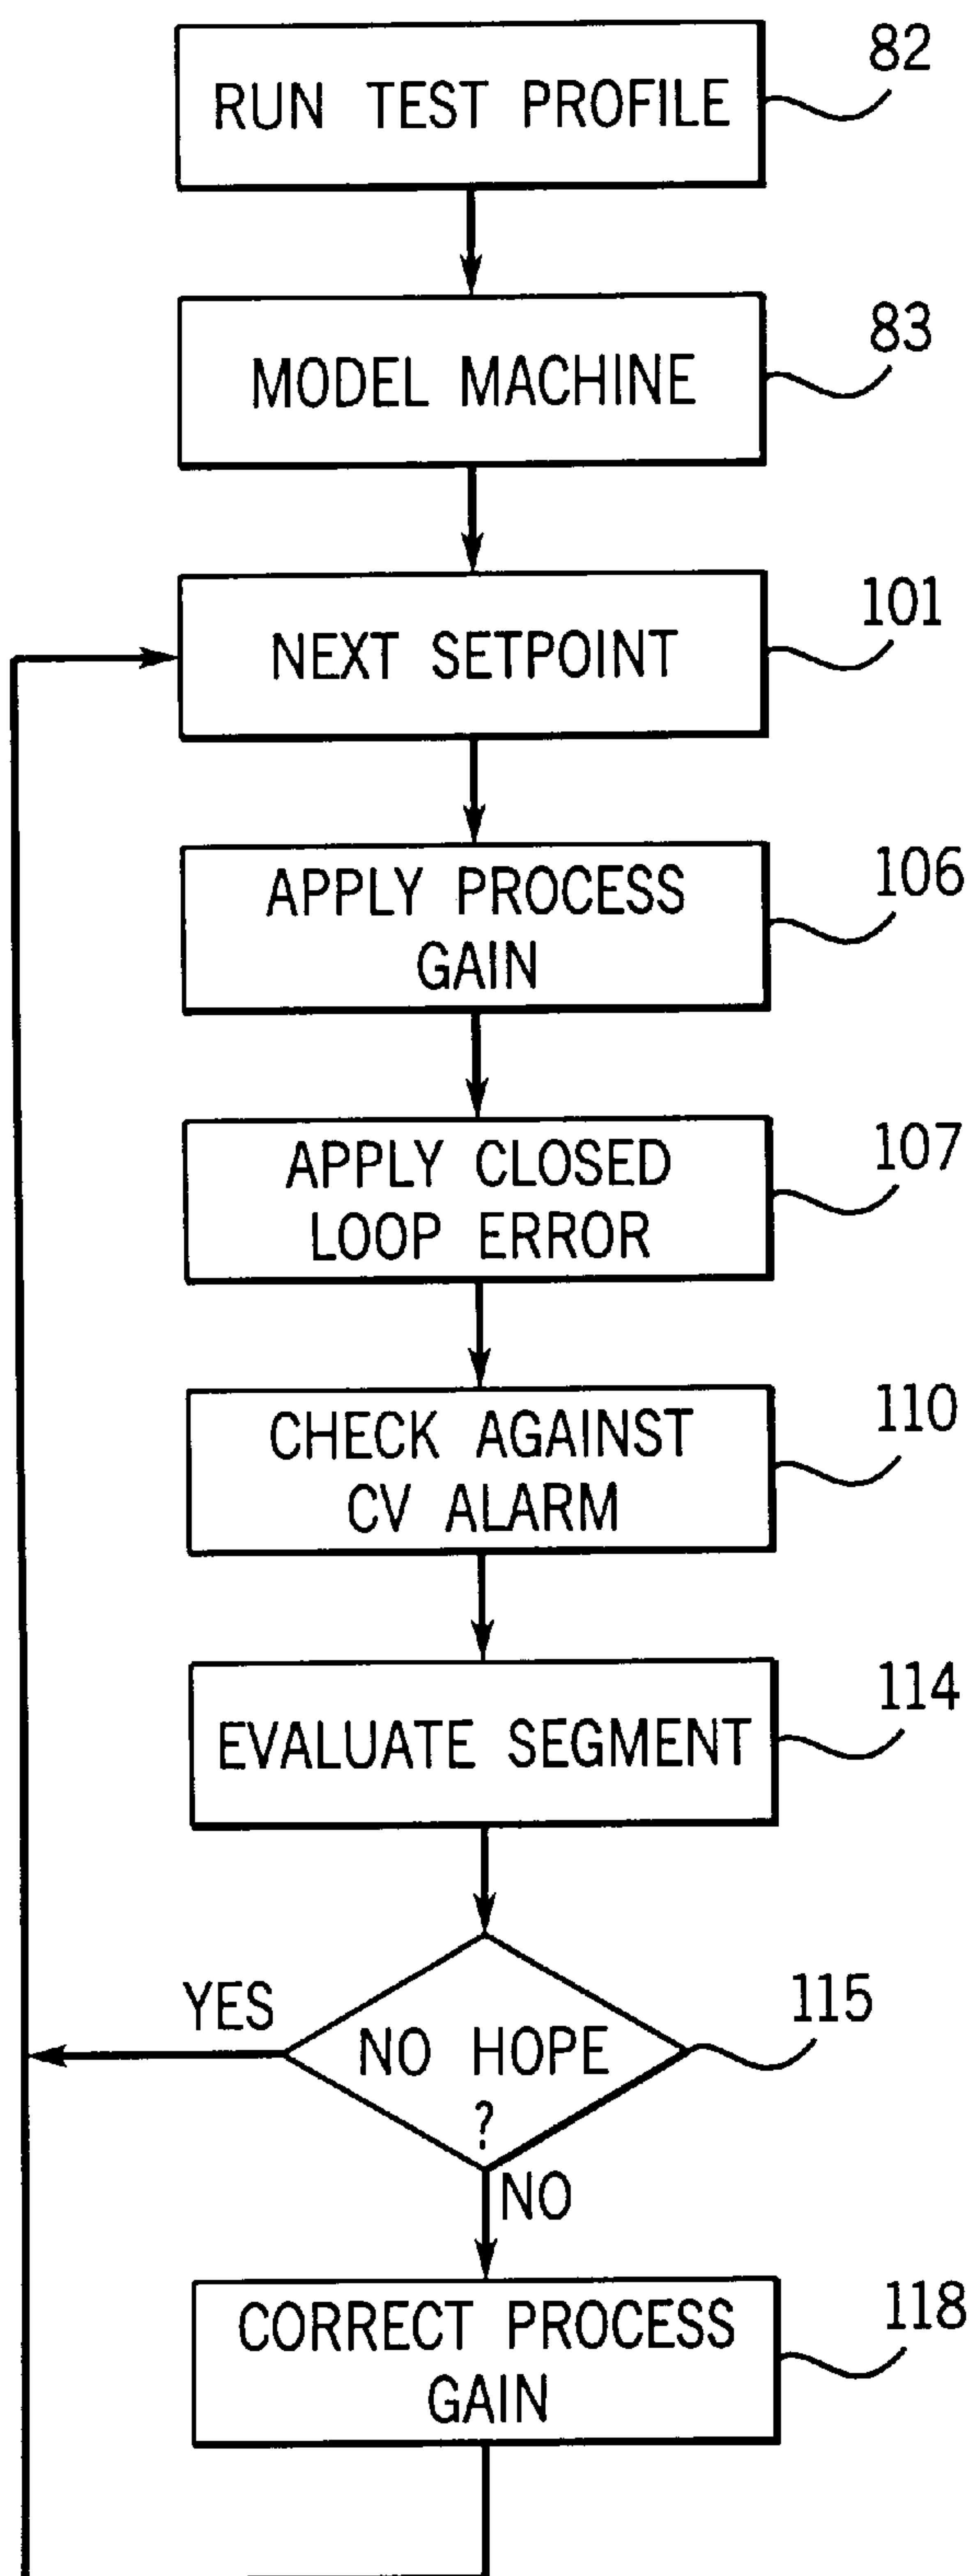 82
RUN TEST PROFILE
83
MODEL MACHINE
101
NEXT SETPOINT
106
APPLY PROCESS
GAIN
107
APPLY CLOSED
LOOP ERROR
110
CHECK AGAINST
CV ALARM
114
EVALUATE SEGMENT
YES
115
NO HOPE
?
NO
118
CORRECT PROCESS
GAIN